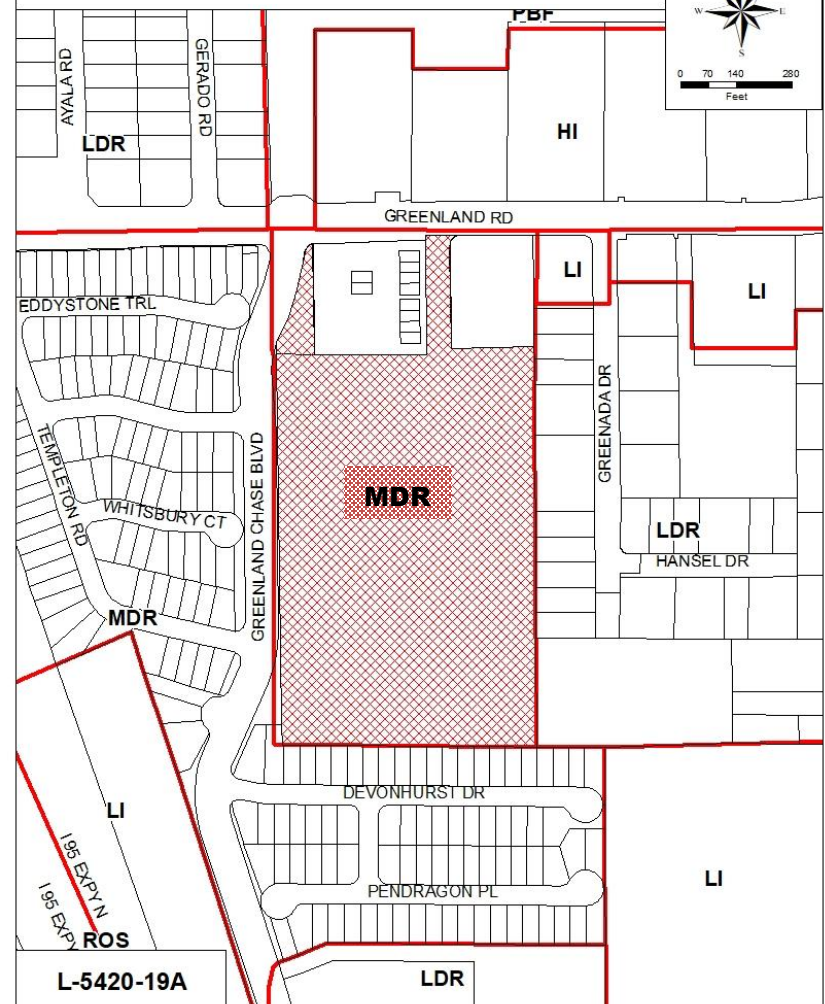 PBF
W
E
S
0 70 140 280
Feet
AYALA RD
GERADO RD
LDR
HI
GREENLAND RD
LI
LI
EDDYSTONE TRL
GREENADA DR
TEMPLETON RD
GREENLAND CHASE BLVD
MDR
WHITSBURY CT
LDR
HANSEL DR
MDR
DEVONHURST DR
LI
I 95 EXPY N
LI
PENDRAGON PL
I 95 EXPY
ROS
L-5420-19A
LDR